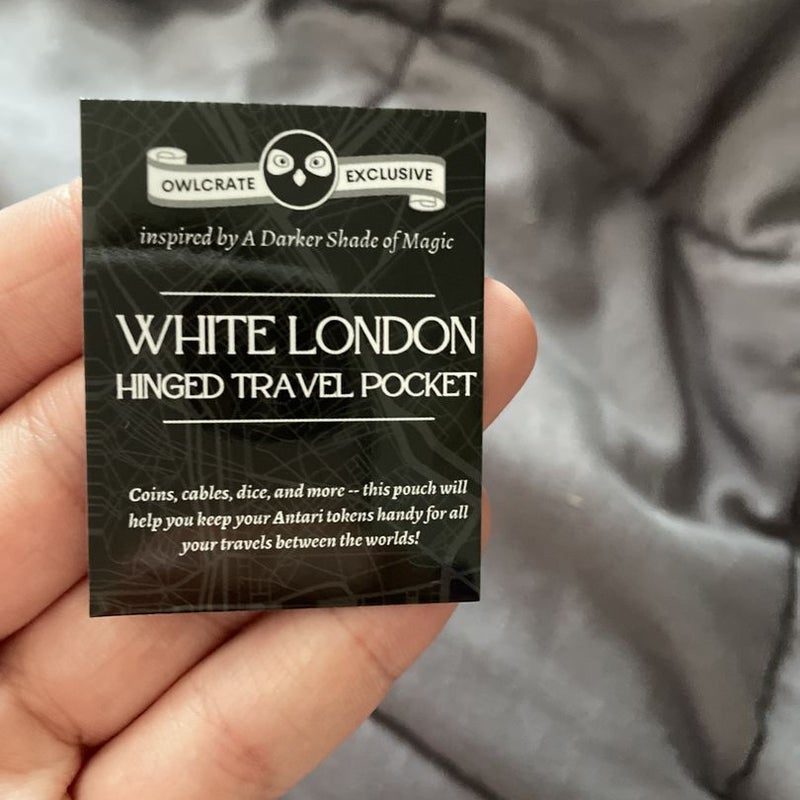 OWLCRATE EXCLUSIVE
inspired by A Darker Shade of Magic
WHITE LONDON
HINGED TRAVEL POCKET
Coins, cables, dice, and more -- this pouch will
help you keep your Antari tokens handy for all
your travels between the worlds!